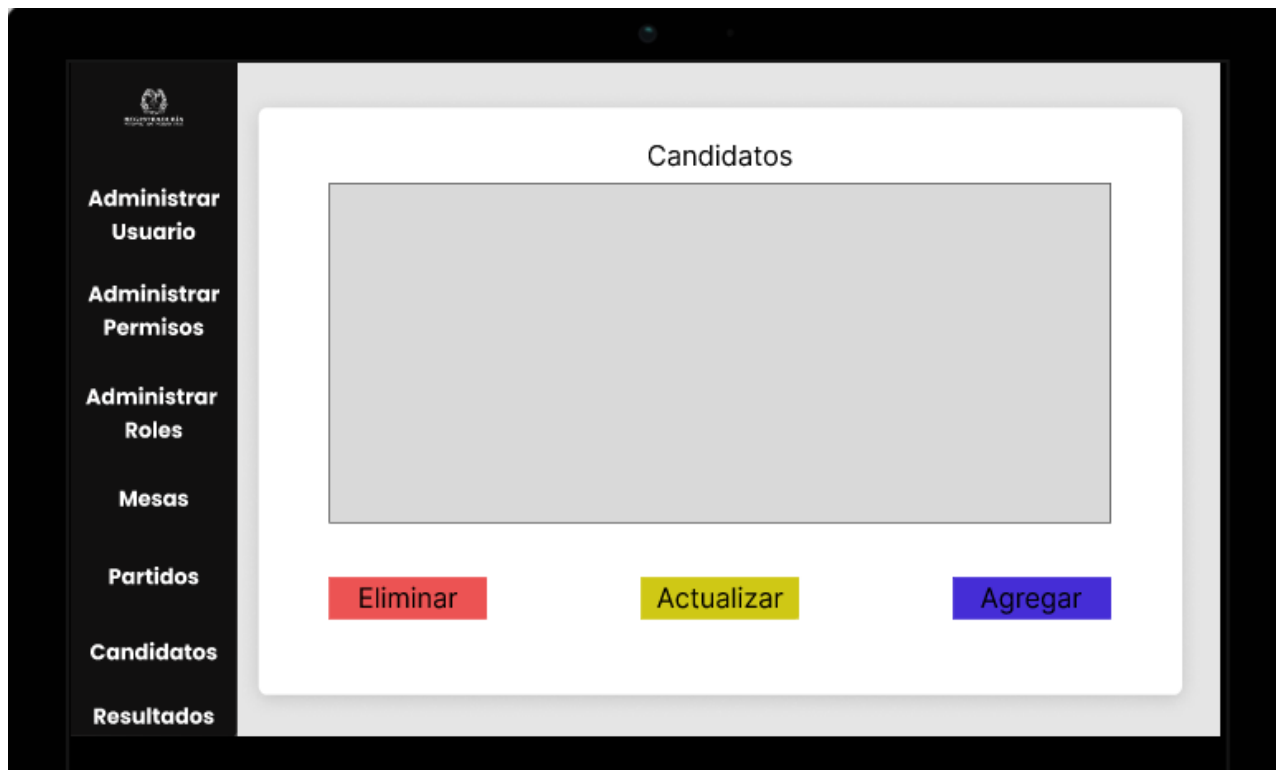 Administrar
Usuario
Administrar
Permisos
Administrar
Roles
Mesas
Partidos
Candidatos
Resultados
Candidatos
Eliminar
Actualizar
Agregar